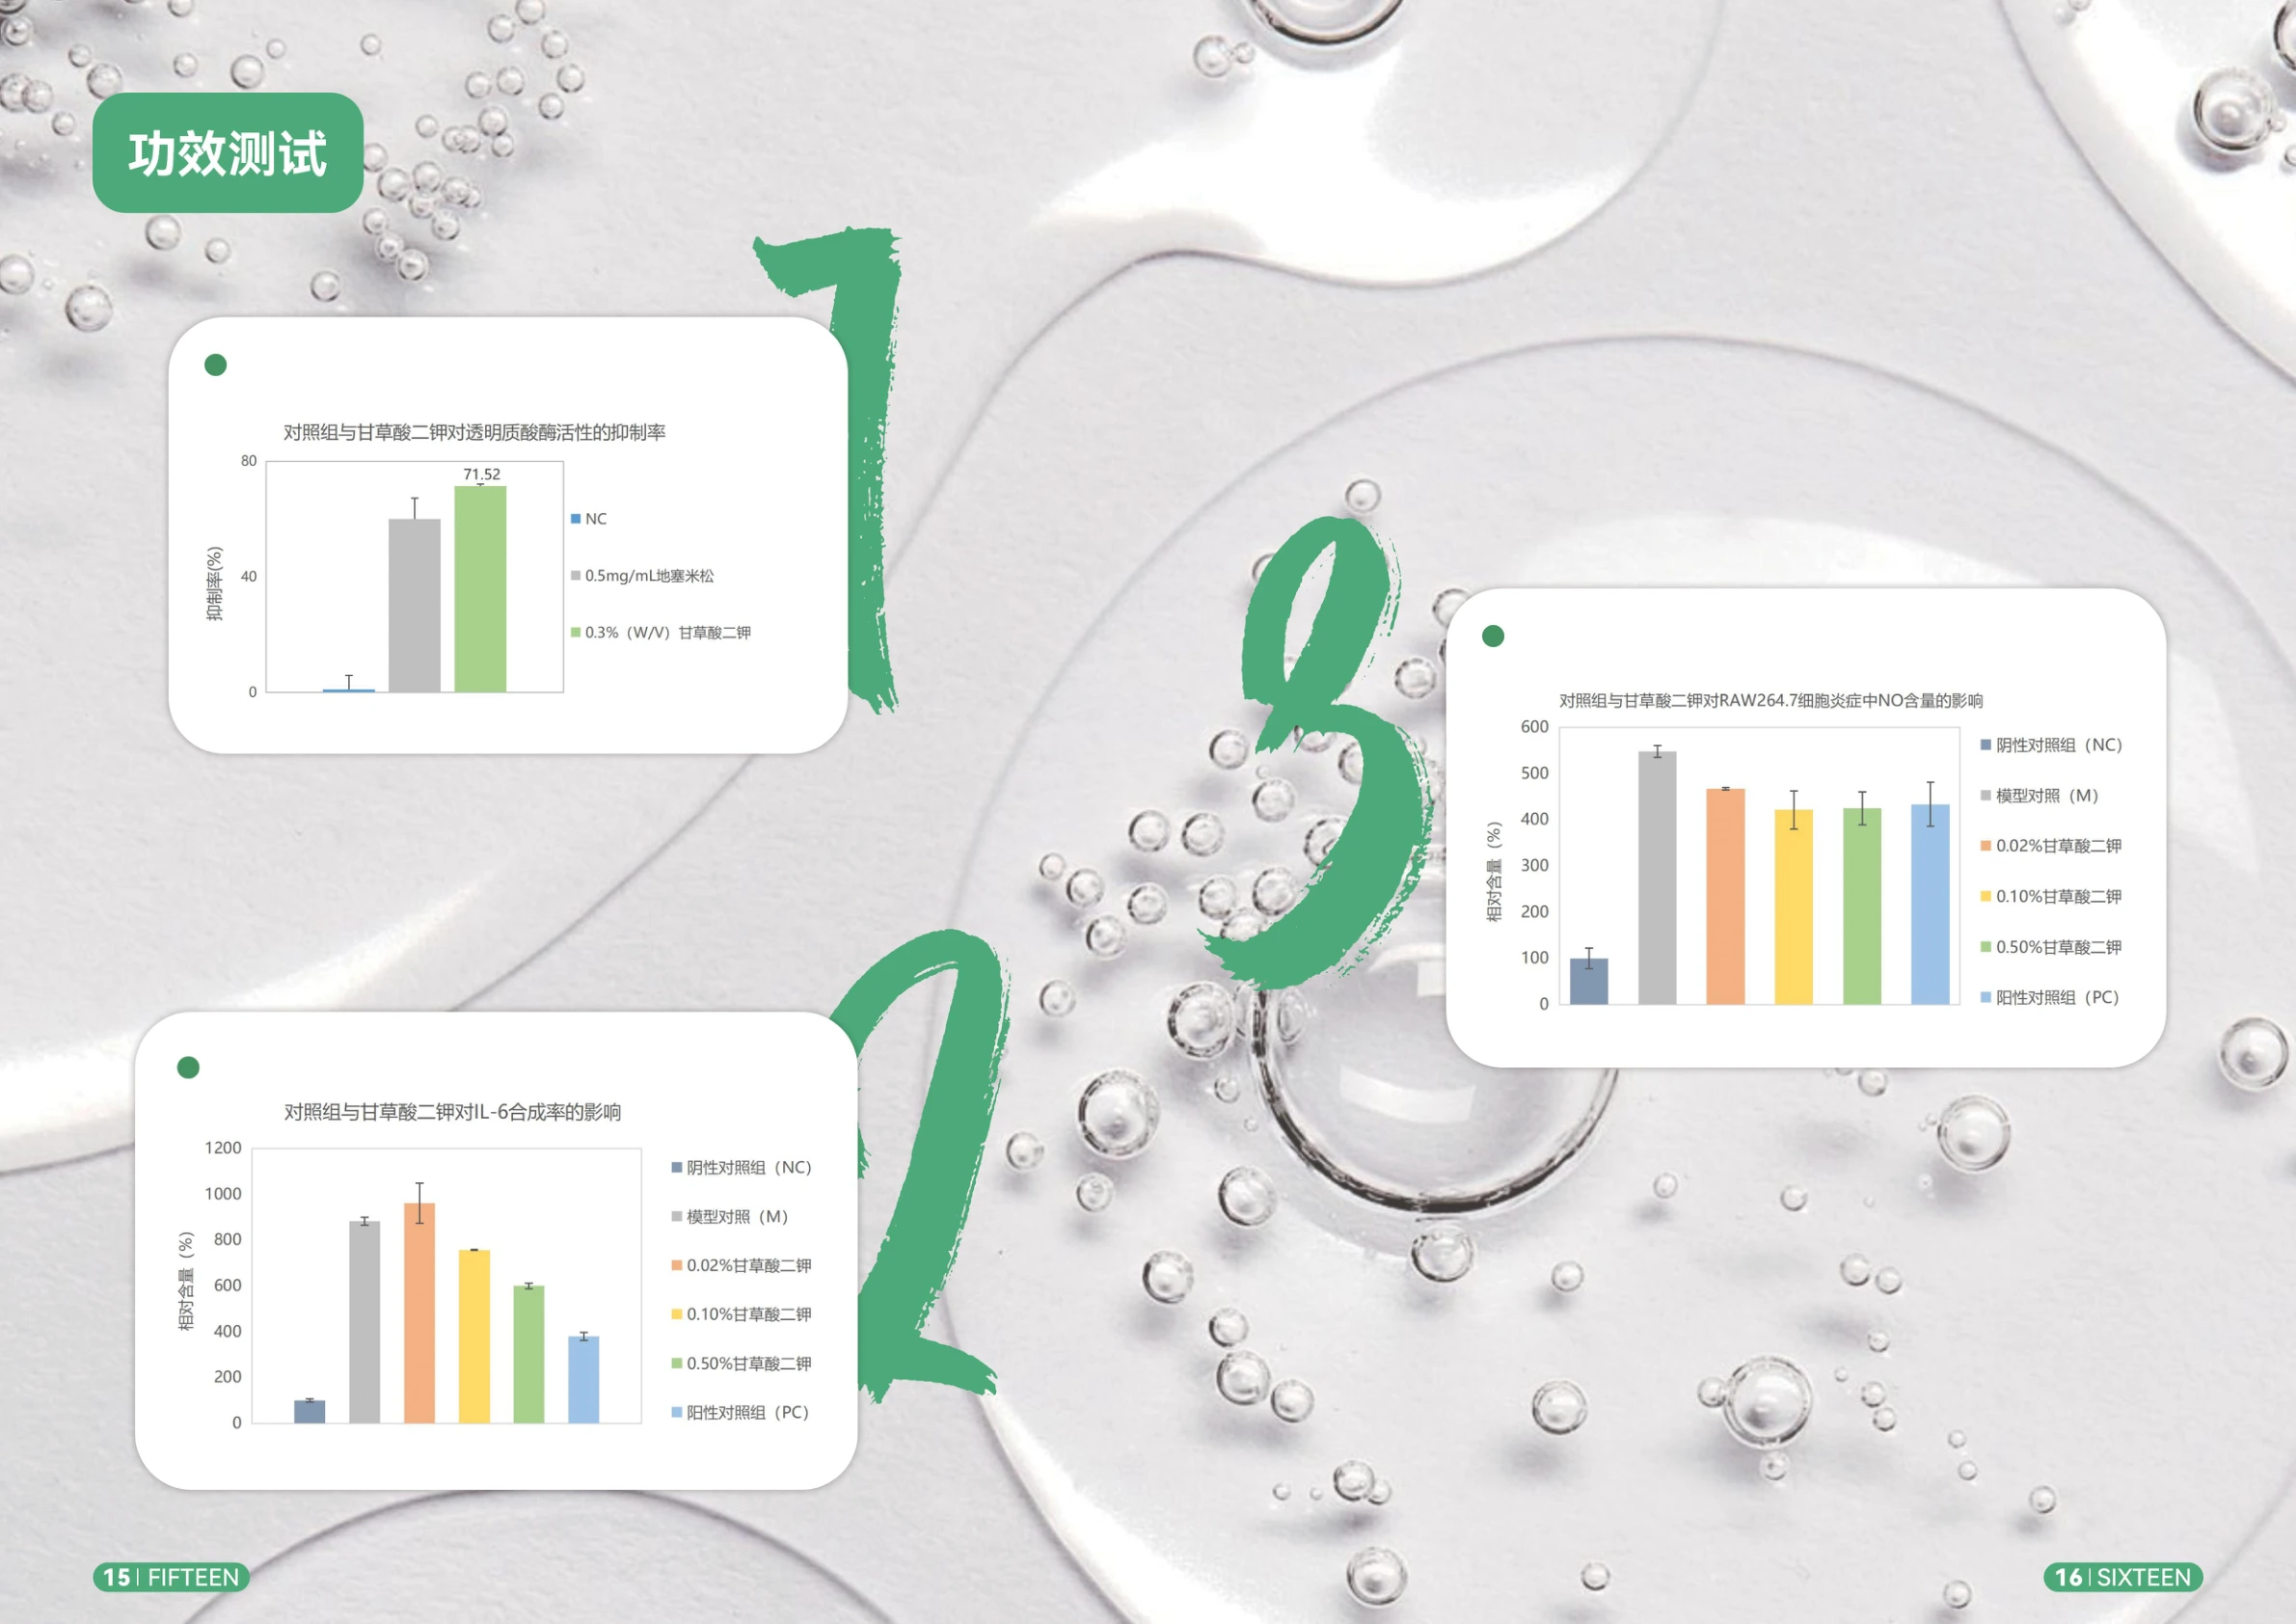 功效测试
1
对照组与甘草酸二钾对透明质酸酶活性的抑制率
抑制率(%)
80
40
0
71.52
NC
0.5mg/mL地塞米松
0.3%（W/V）甘草酸二钾
2
对照组与甘草酸二钾对IL-6合成率的影响
相对含量（%）
1200
1000
800
600
400
200
0
阴性对照组（NC）
模型对照（M）
0.02%甘草酸二钾
0.10%甘草酸二钾
0.50%甘草酸二钾
阳性对照组（PC）
3
对照组与甘草酸二钾对RAW264.7细胞炎症中NO含量的影响
相对含量（%）
600
500
400
300
200
100
0
阴性对照组（NC）
模型对照（M）
0.02%甘草酸二钾
0.10%甘草酸二钾
0.50%甘草酸二钾
阳性对照组（PC）
15 | FIFTEEN
16 | SIXTEEN